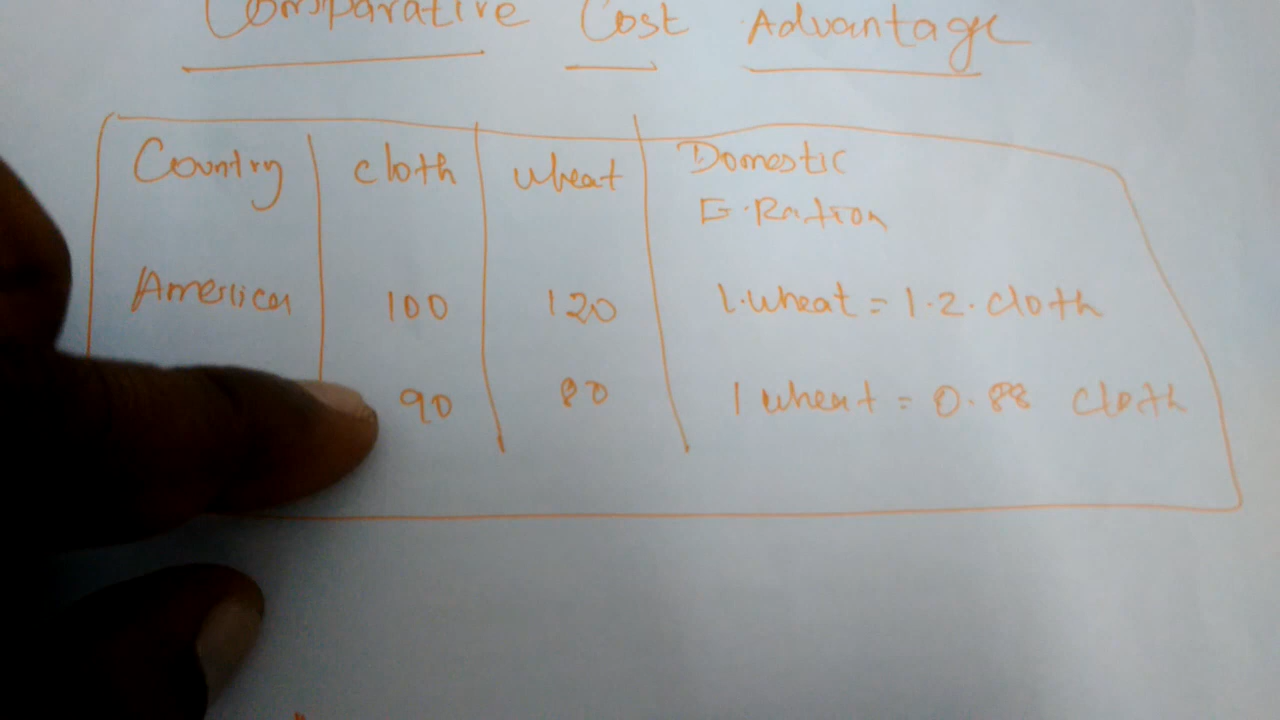 Comparative Cost Advantage
Country cloth wheat Domestic
E.Ration
America 100 120 1.wheat = 1.2.cloth
90 80 1 wheat = 0.88 cloth